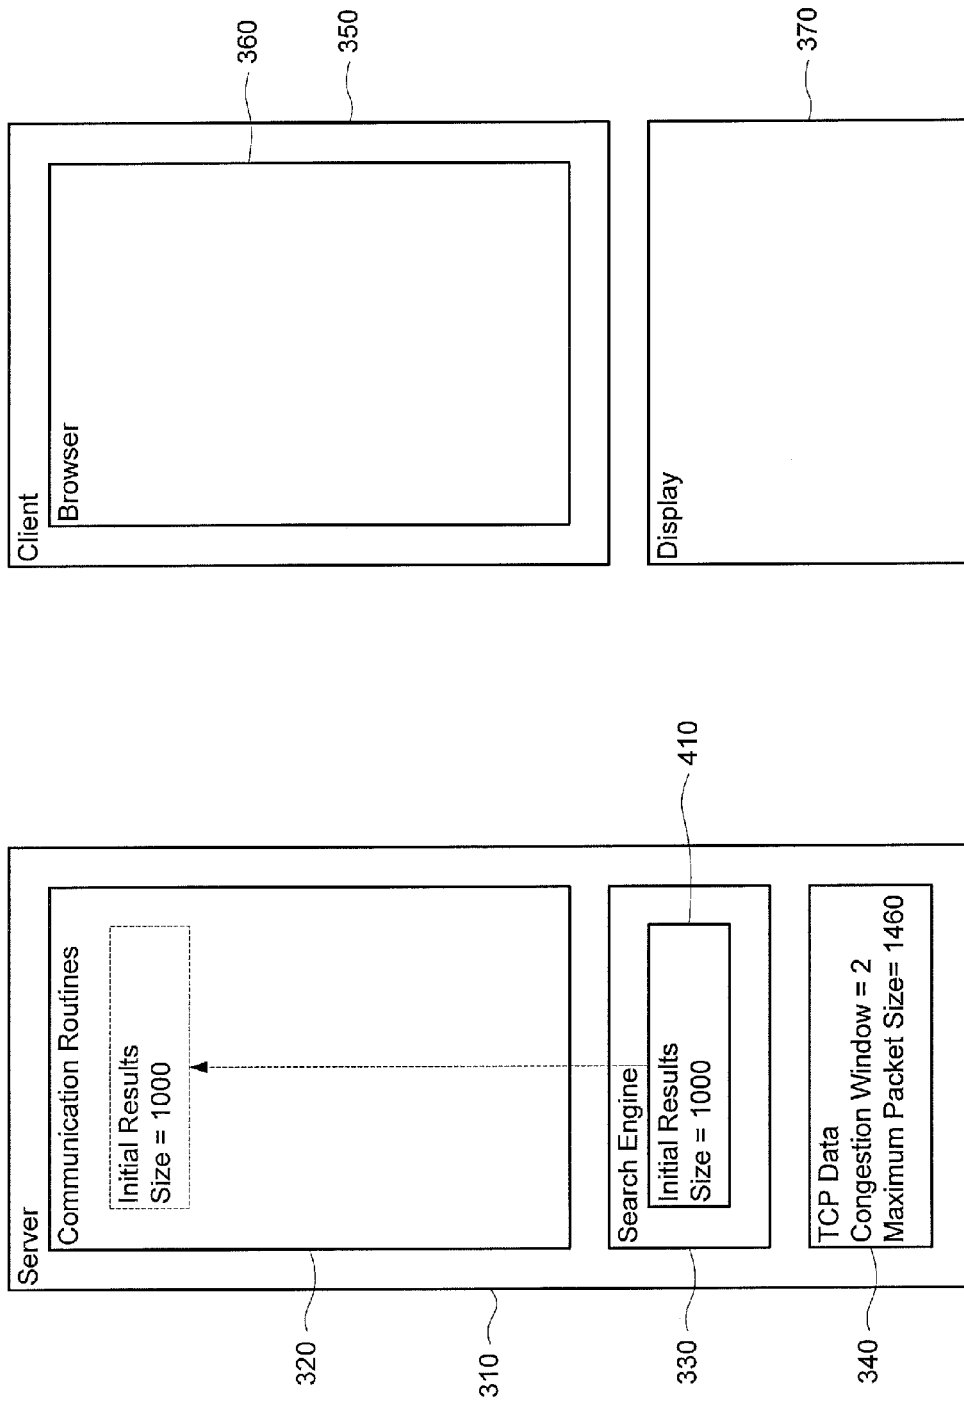 Server
Communication Routines
Initial Results
Size = 1000
320
310
Search Engine
Initial Results
Size = 1000
410
330
TCP Data
Congestion Window = 2
Maximum Packet Size= 1460
340
Client
Browser
360
350
Display
370